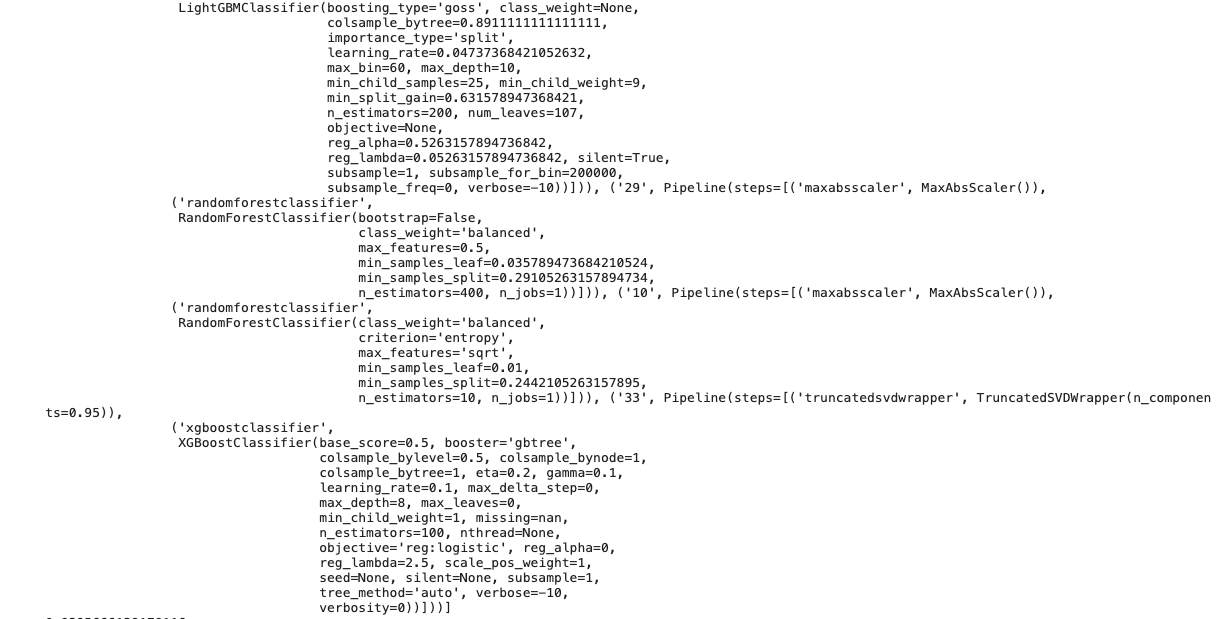 LightGBMClassifier(boosting_type='goss', class_weight=None,
colsample_bytree=0.8911111111111111,
importance_type='split',
learning_rate=0.04737368421052632,
max_bin=60, max_depth=10,
min_child_samples=25, min_child_weight=9,
min_split_gain=0.631578947368421,
n_estimators=200, num_leaves=107,
objective=None,
reg_alpha=0.5263157894736842,
reg_lambda=0.05263157894736842, silent=True,
subsample=1, subsample_for_bin=200000,
subsample_freq=0, verbose=-10))])), ('29', Pipeline(steps=[('maxabsscaler', MaxAbsScaler()),
('randomforestclassifier',
RandomForestClassifier(bootstrap=False,
class_weight='balanced',
max_features=0.5,
min_samples_leaf=0.035789473684210524,
min_samples_split=0.29105263157894734,
n_estimators=400, n_jobs=1))])), ('10', Pipeline(steps=[('maxabsscaler', MaxAbsScaler()),
('randomforestclassifier',
RandomForestClassifier(class_weight='balanced',
criterion='entropy',
max_features='sqrt',
min_samples_leaf=0.01,
min_samples_split=0.2442105263157895,
n_estimators=10, n_jobs=1))])), ('33', Pipeline(steps=[('truncatedsvdwrapper', TruncatedSVDWrapper(n_componen
ts=0.95)),
('xgboostclassifier',
XGBoostClassifier(base_score=0.5, booster='gbtree',
colsample_bylevel=0.5, colsample_bynode=1,
colsample_bytree=1, eta=0.2, gamma=0.1,
learning_rate=0.1, max_delta_step=0,
max_depth=8, max_leaves=0,
min_child_weight=1, missing=nan,
n_estimators=100, nthread=None,
objective='reg:logistic', reg_alpha=0,
reg_lambda=2.5, scale_pos_weight=1,
seed=None, silent=None, subsample=1,
tree_method='auto', verbose=-10,
verbosity=0))]))]